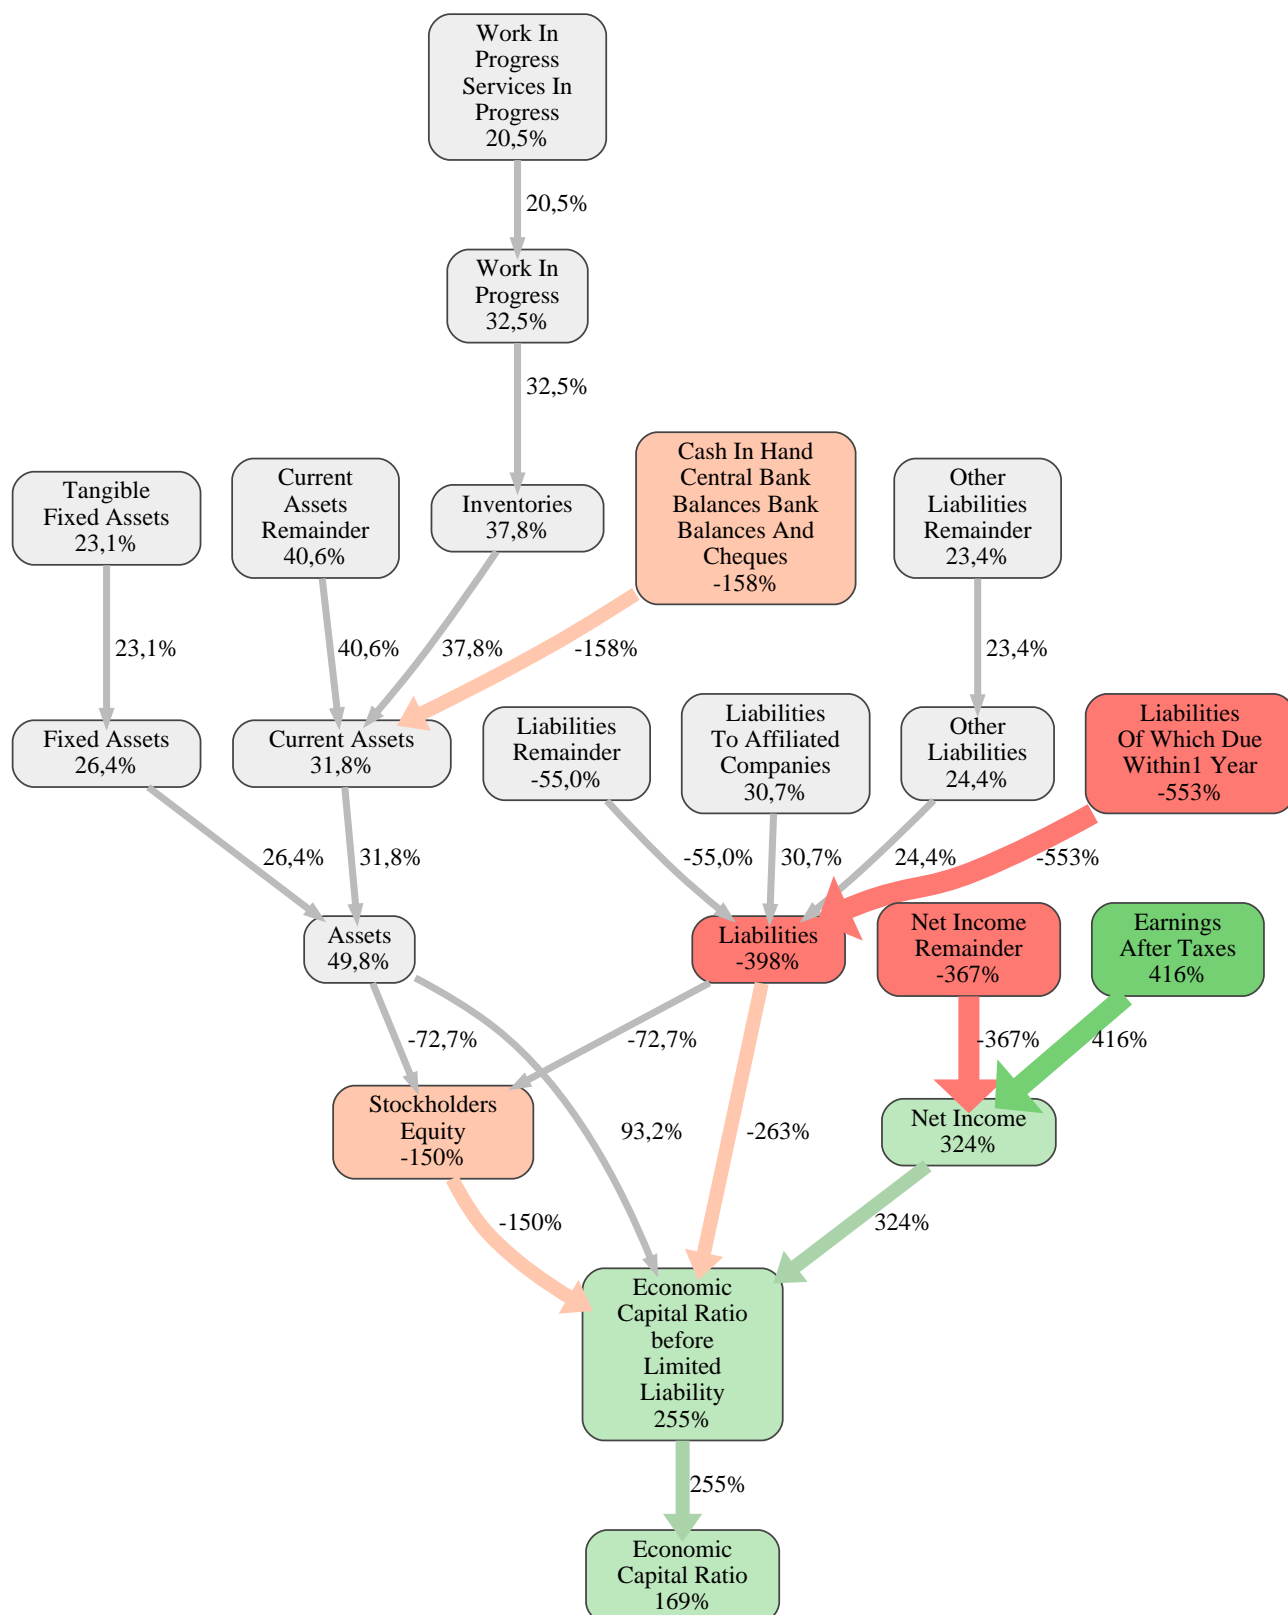 Work In
Progress
Services In
Progress
20,5%
20,5%
Work In
Progress
32,5%
32,5%
Tangible
Fixed Assets
23,1%
Current
Assets
Remainder
40,6%
Inventories
37,8%
Cash In Hand
Central Bank
Balances Bank
Balances And
Cheques
-158%
Other
Liabilities
Remainder
23,4%
23,1%
40,6%
37,8%
-158%
23,4%
Fixed Assets
26,4%
Current Assets
31,8%
Liabilities
Remainder
-55,0%
Liabilities
To Affiliated
Companies
30,7%
Other
Liabilities
24,4%
Liabilities
Of Which Due
Within1 Year
-553%
26,4%
31,8%
-55,0%
30,7%
24,4%
-553%
Assets
49,8%
Liabilities
-398%
Net Income
Remainder
-367%
Earnings
After Taxes
416%
-72,7%
-72,7%
-367%
416%
Stockholders
Equity
-150%
93,2%
-263%
Net Income
324%
-150%
324%
Economic
Capital Ratio
before
Limited
Liability
255%
255%
Economic
Capital Ratio
169%